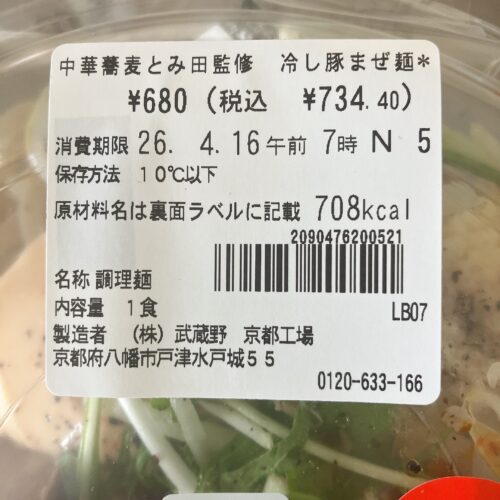 中華蕎麦とみ田監修　冷し豚まぜ麺*
¥680（税込　¥734.40）
消費期限 26. 4.16午前 7時 N 5
保存方法　10℃以下
原材料名は裏面ラベルに記載 708kcal
2090476200521
名称 調理麺
内容量　1食
LB07
製造者　（株）武蔵野　京都工場
京都府八幡市戸津水戸城55
0120-633-166